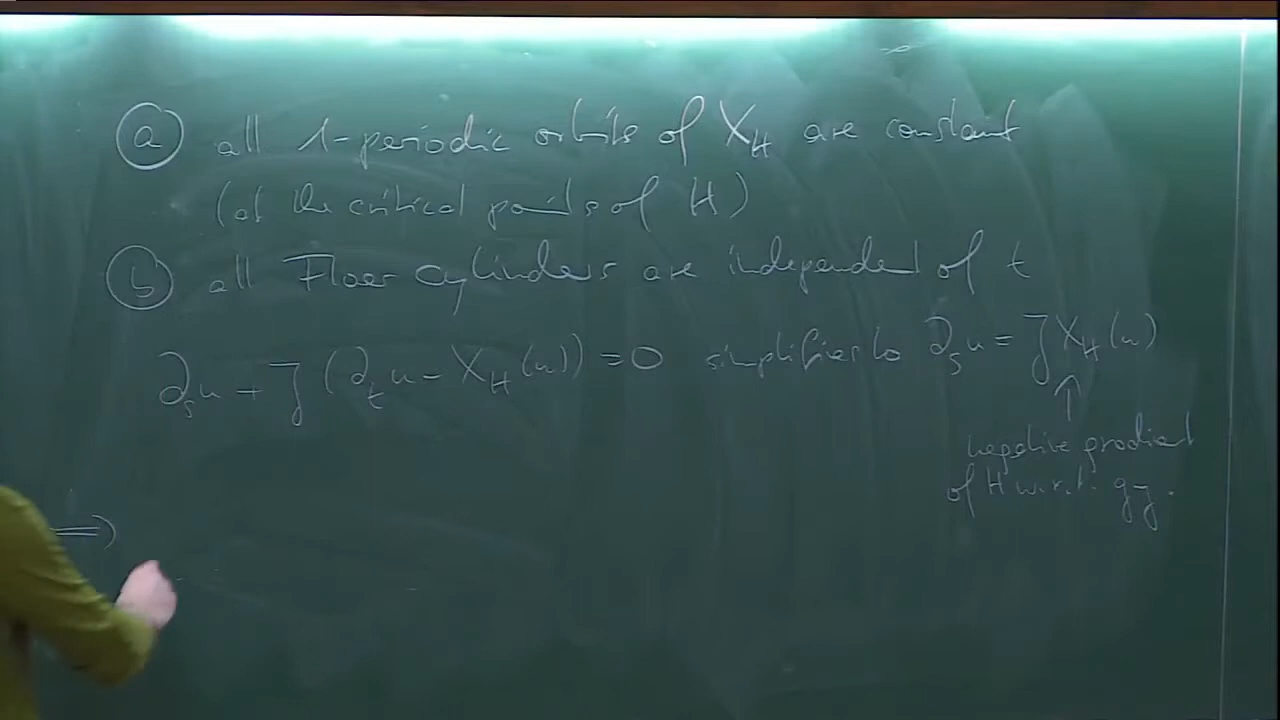 ⓐ all 1-periodic orbits of X_H are constant
(at the critical points of H)
ⓑ all Floer cylinders are independent of t
∂_s u + J(∂_t u - X_H(u)) = 0 simplifies to ∂_s u = J X_H(u)
↑
negative gradient
of H w.r.t. g_J.
⟹